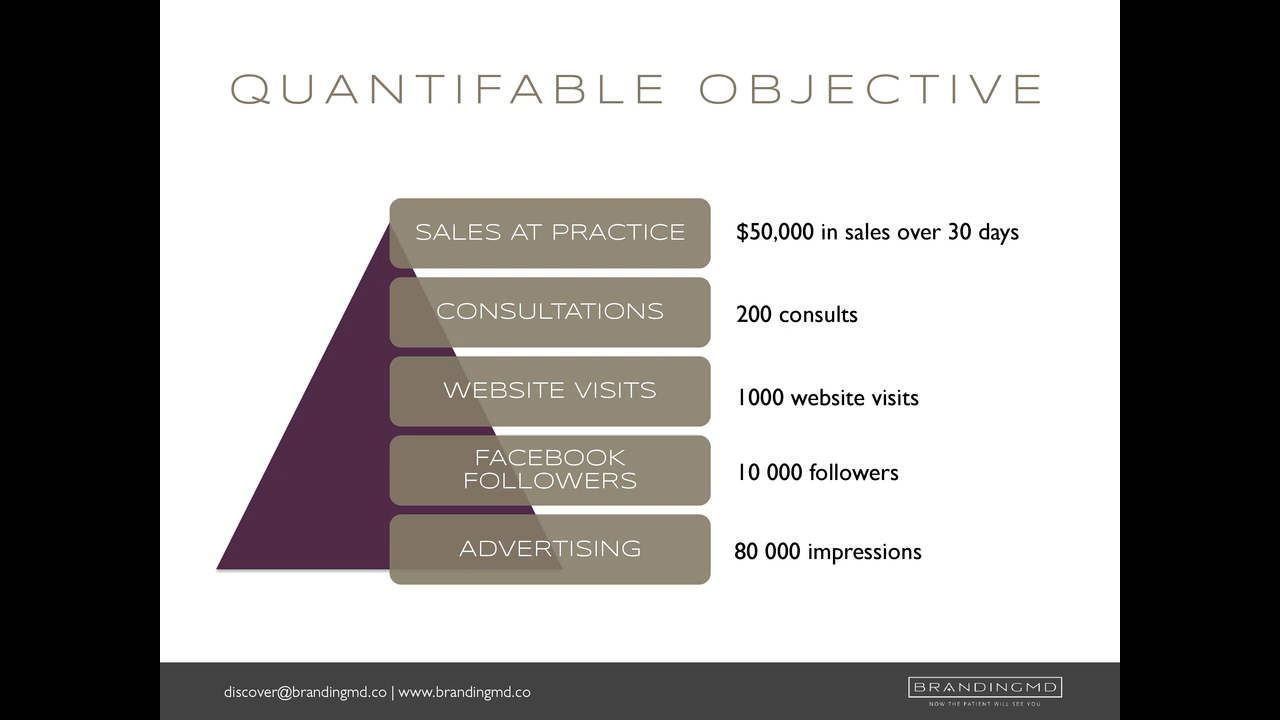 QUANTIFABLE OBJECTIVE
SALES AT PRACTICE
$50,000 in sales over 30 days
CONSULTATIONS
200 consults
WEBSITE VISITS
1000 website visits
FACEBOOK
FOLLOWERS
10 000 followers
ADVERTISING
80 000 impressions
discover@brandingmd.co | www.brandingmd.co
BRANDINGMD
NOW THE PATIENT WILL SEE YOU